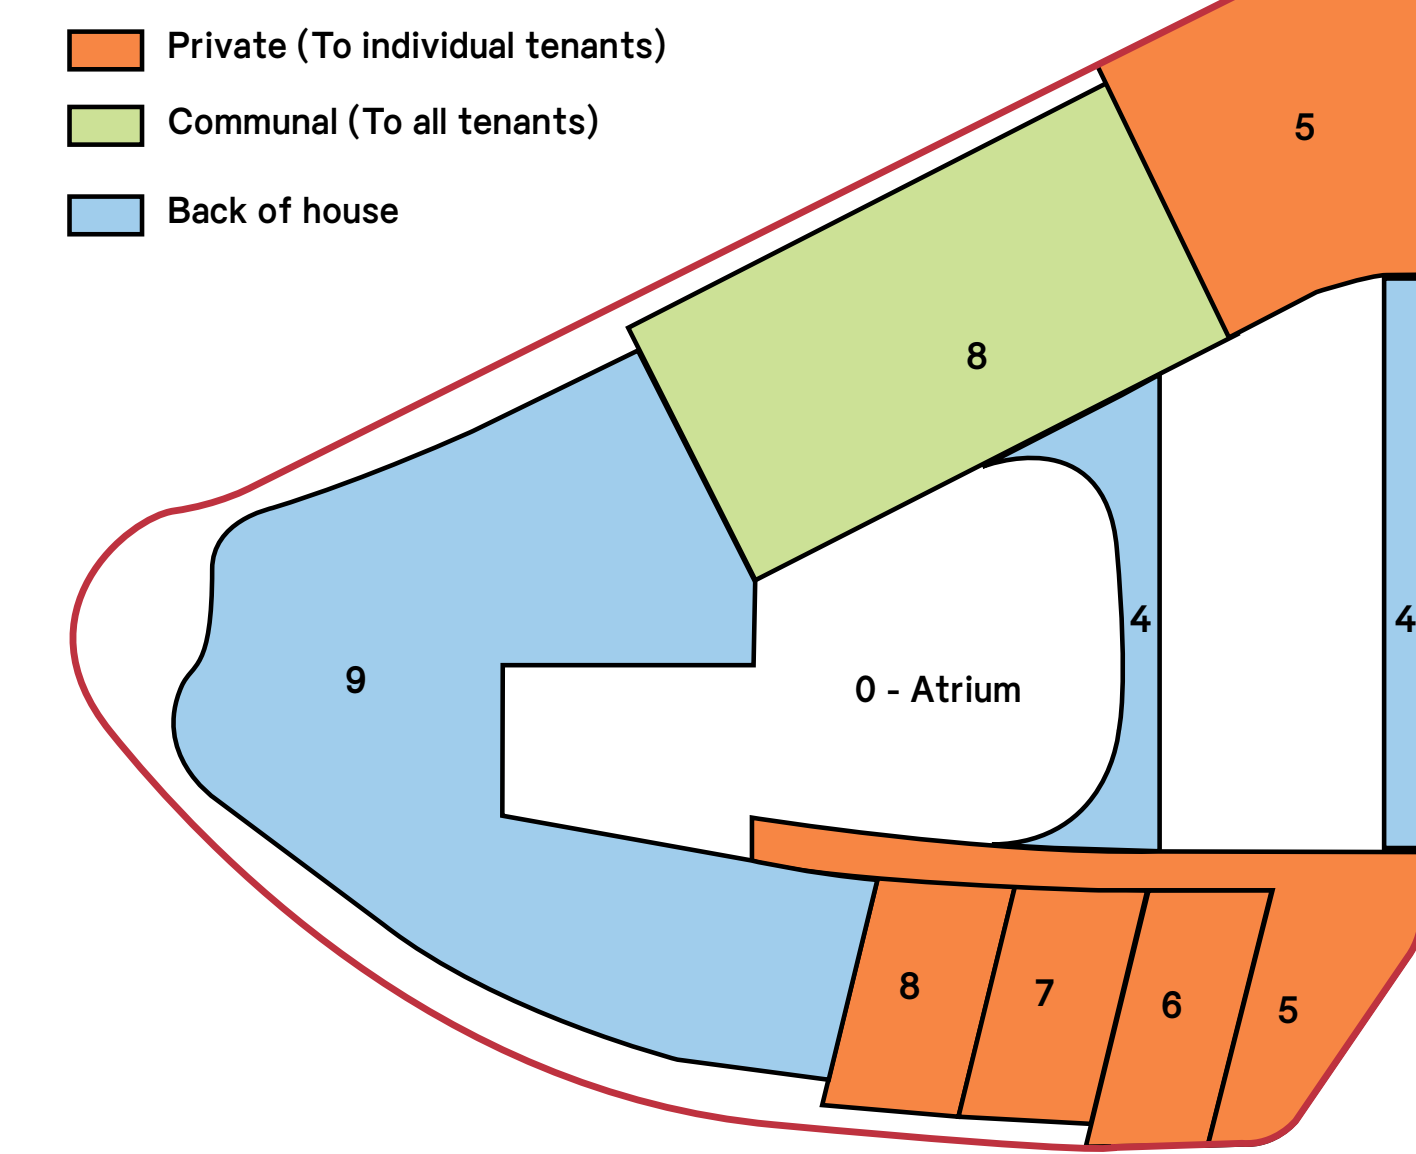 Private (To individual tenants)
Communal (To all tenants)
Back of house
5
8
4
4
9
0 - Atrium
8
7
6
5